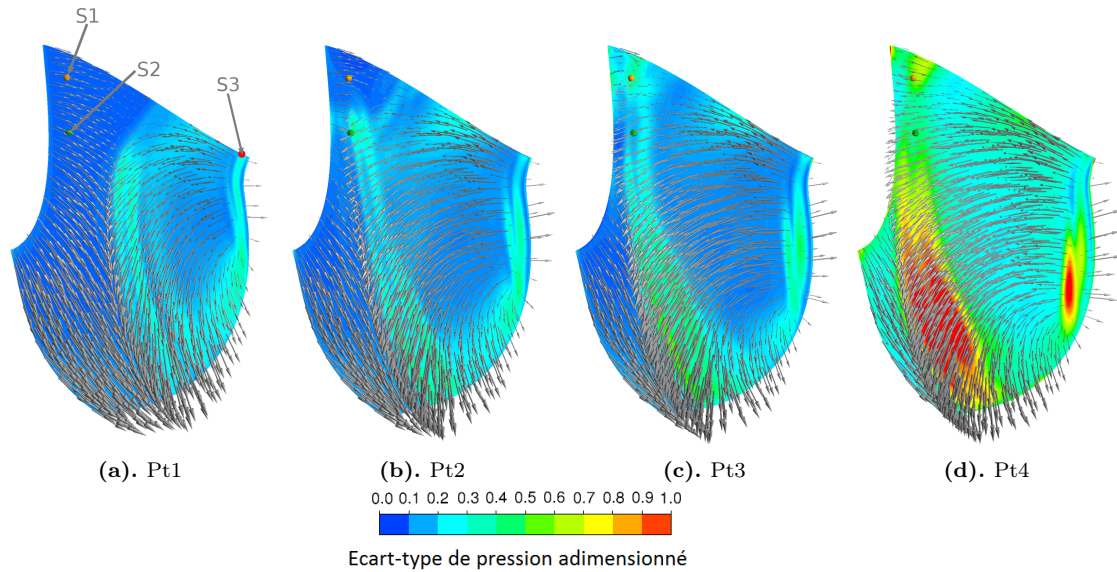 S1
S2
S3
(a). Pt1
(b). Pt2
(c). Pt3
(d). Pt4
0.0 0.1 0.2 0.3 0.4 0.5 0.6 0.7 0.8 0.9 1.0
Ecart-type de pression adimensionné